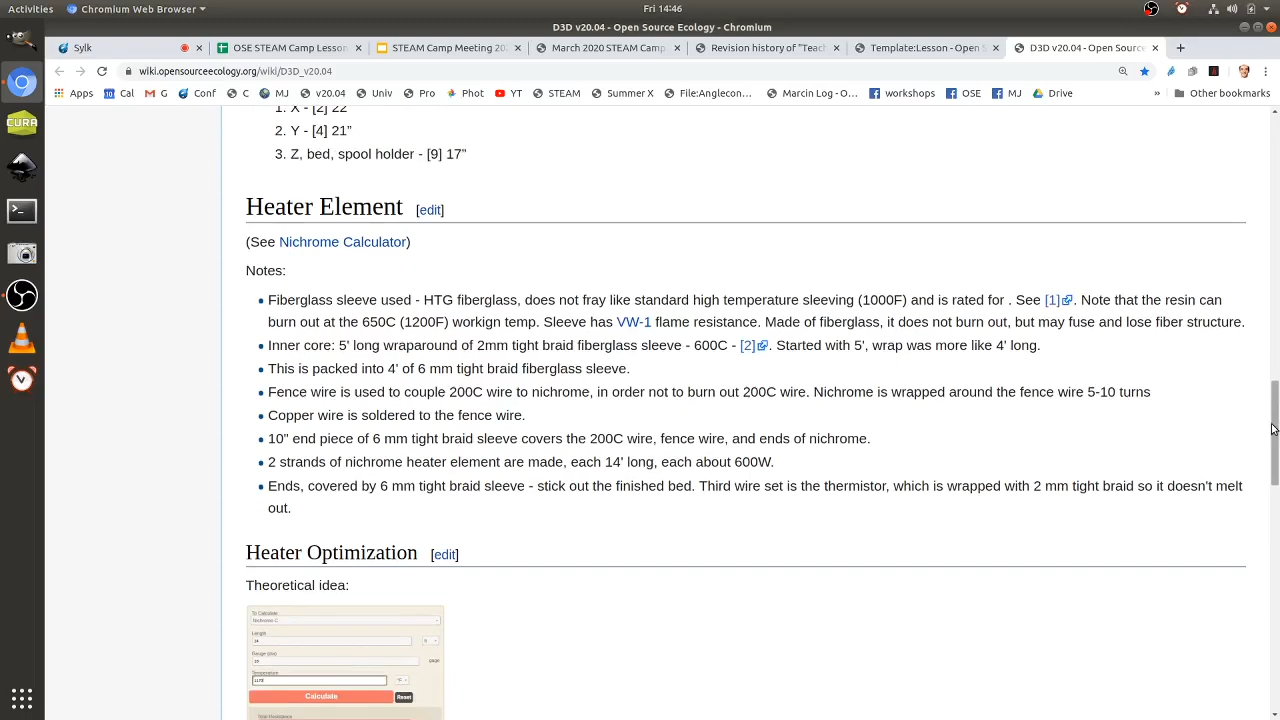 Activities
Chromium Web Browser
Fri 14:46
D3D v20.04 - Open Source Ecology - Chromium
Sylk
OSE STEAM Camp Lesson
STEAM Camp Meeting 20
March 2020 STEAM Camp
Revision history of "Teac
Template:Lesson - Open S
D3D v20.04 - Open Source
wiki.opensourceecology.org/wiki/D3D_v20.04
Apps
Cal
G
Conf
C
MJ
v20.04
Univ
Pro
Phot
YT
STEAM
Summer X
File:Anglecon...
Marcin Log - O...
workshops
OSE
MJ
Drive
»
Other bookmarks
CURA
1. X - [2] 22"
2. Y - [4] 21”
3. Z, bed, spool holder - [9] 17”
Heater Element [edit]
(See Nichrome Calculator)
Notes:
Fiberglass sleeve used - HTG fiberglass, does not fray like standard high temperature sleeving (1000F) and is rated for . See [1]. Note that the resin can
burn out at the 650C (1200F) workign temp. Sleeve has VW-1 flame resistance. Made of fiberglass, it does not burn out, but may fuse and lose fiber structure.
Inner core: 5' long wraparound of 2mm tight braid fiberglass sleeve - 600C - [2]. Started with 5', wrap was more like 4' long.
This is packed into 4' of 6 mm tight braid fiberglass sleeve.
Fence wire is used to couple 200C wire to nichrome, in order not to burn out 200C wire. Nichrome is wrapped around the fence wire 5-10 turns
Copper wire is soldered to the fence wire.
10" end piece of 6 mm tight braid sleeve covers the 200C wire, fence wire, and ends of nichrome.
2 strands of nichrome heater element are made, each 14' long, each about 600W.
Ends, covered by 6 mm tight braid sleeve - stick out the finished bed. Third wire set is the thermistor, which is wrapped with 2 mm tight braid so it doesn't melt
out.
Heater Optimization [edit]
Theoretical idea:
To Calculate
Nichrome C
Length
Temperature
°F
Calculate
Reset
Total Resistance